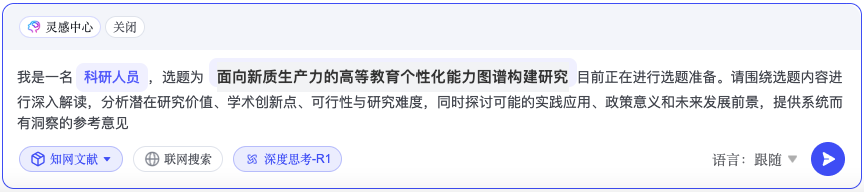 灵感中心 关闭
我是一名 科研人员 ，选题为 面向新质生产力的高等教育个性化能力图谱构建研究 目前正在进行选题准备。请围绕选题内容进
行深入解读，分析潜在研究价值、学术创新点、可行性与研究难度，同时探讨可能的实践应用、政策意义和未来发展前景，提供系统而
有洞察的参考意见
知网文献 联网搜索 深度思考-R1 语言：跟随